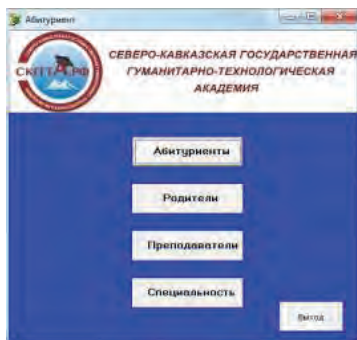 Абитуриент
СЕВЕРО-КАВКАЗСКАЯ ГОСУДАРСТВЕННАЯ
ГУМАНИТАРНО-ТЕХНОЛОГИЧЕСКАЯ
АКАДЕМИЯ
Абитуриенты
Родители
Преподаватели
Специальность
Выход